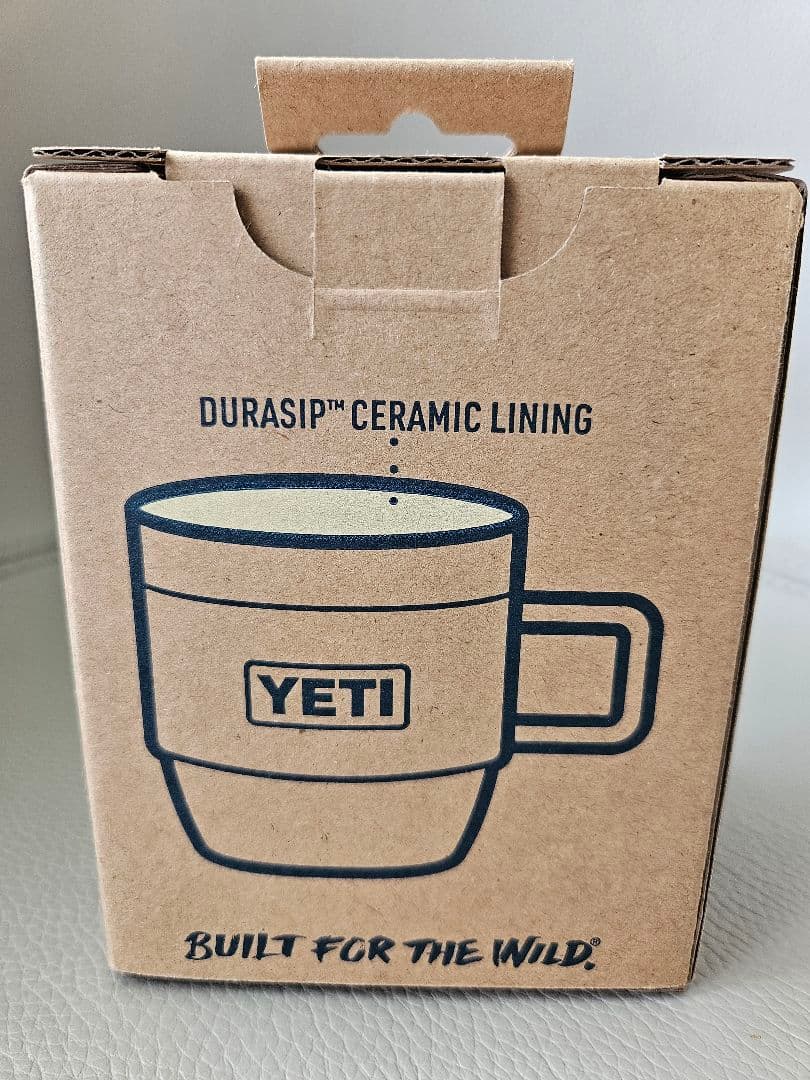 DURASIP™ CERAMIC LINING
YETI
BUILT FOR THE WILD.®